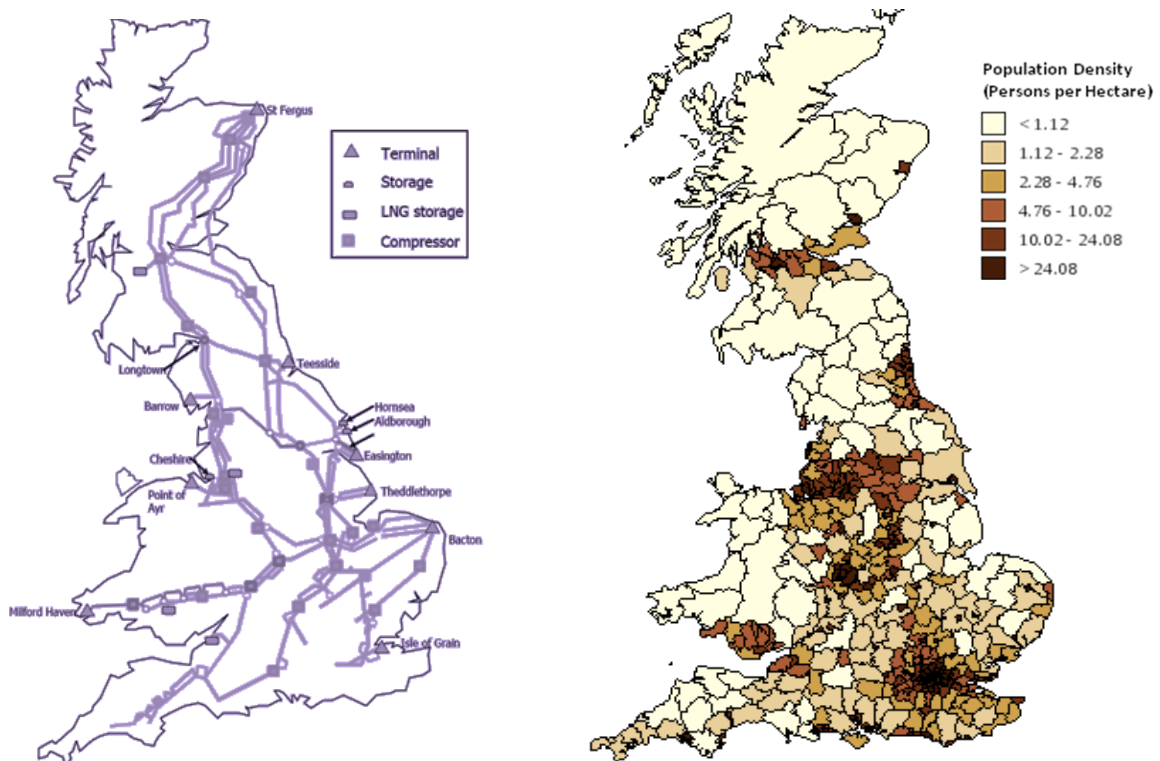 St Fergus
Terminal
Storage
LNG storage
Compressor
Longtown
Teesside
Barrow
Hornsea
Aldborough
Cheshire
Easington
Point of
Ayr
Theddlethorpe
Bacton
Milford Haven
Isle of Grain
Population Density
(Persons per Hectare)
< 1.12
1.12 - 2.28
2.28 - 4.76
4.76 - 10.02
10.02 - 24.08
> 24.08